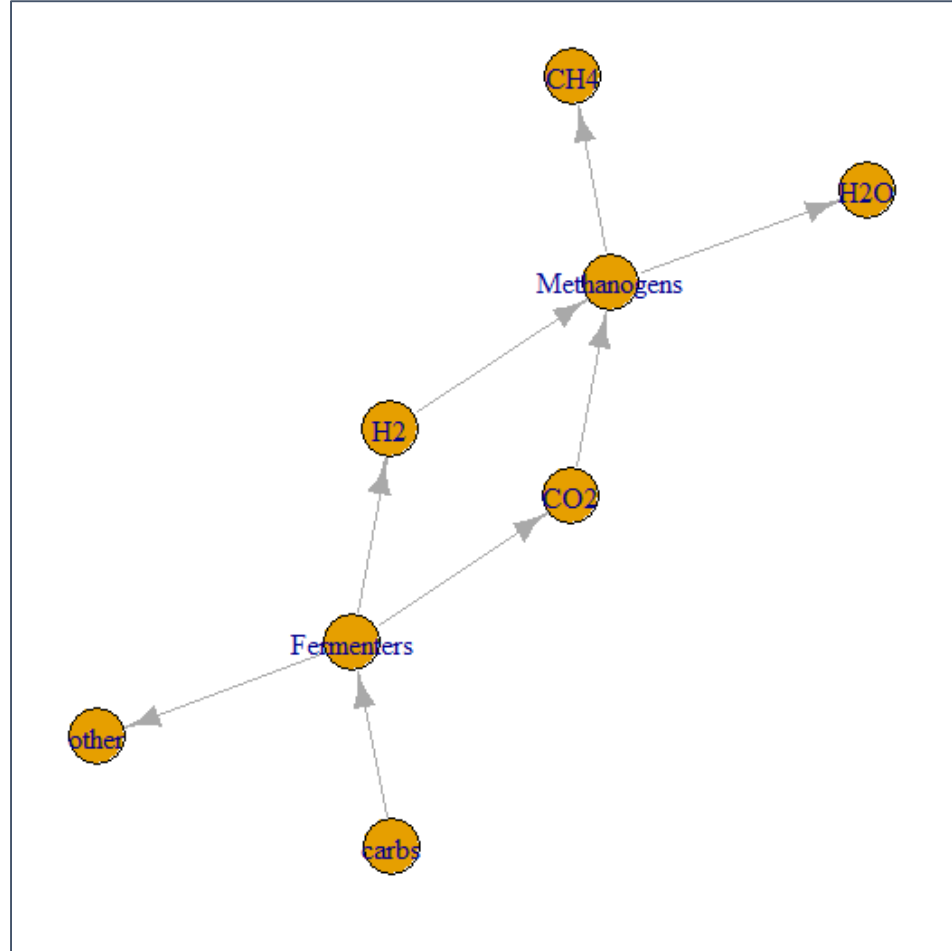 CH4
H2O
Methanogens
H2
CO2
Fermenters
other
carbs